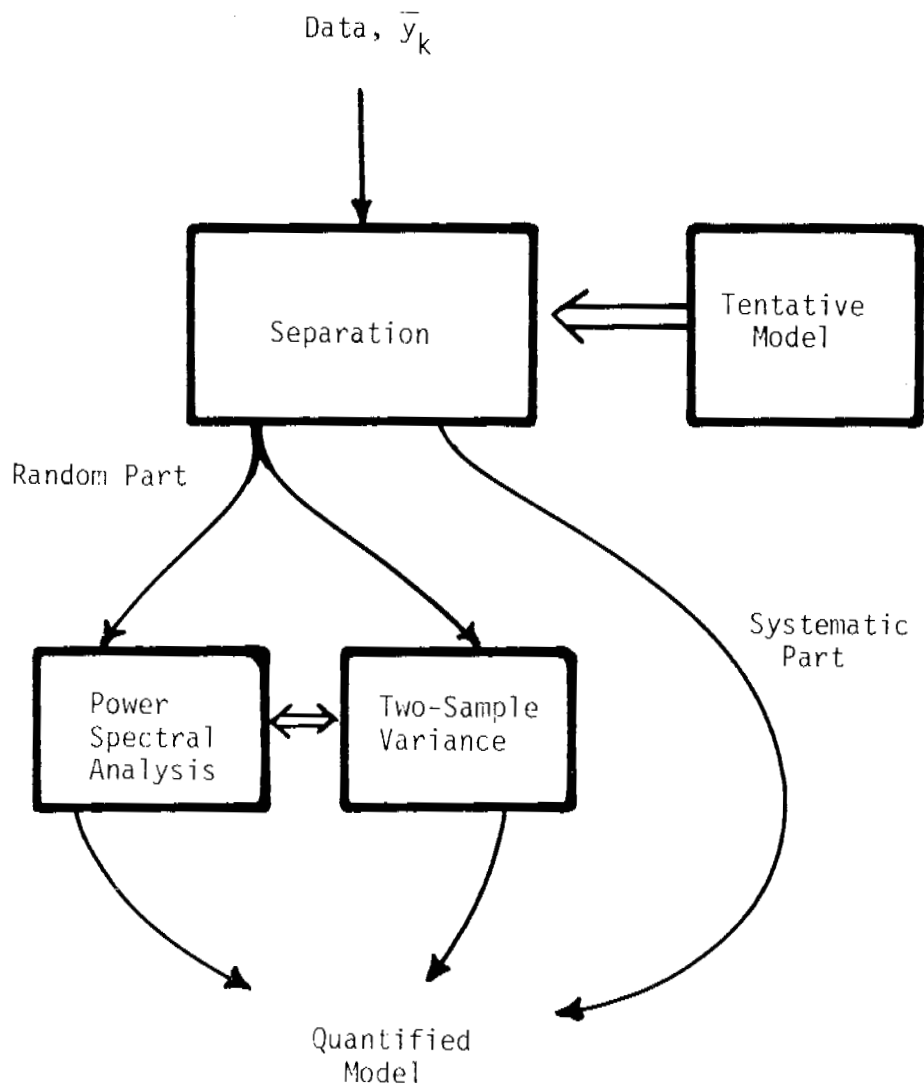 Data, ȳk
Separation
Tentative
Model
Random Part
Systematic
Part
Power
Spectral
Analysis
Two-Sample
Variance
Quantified
Model